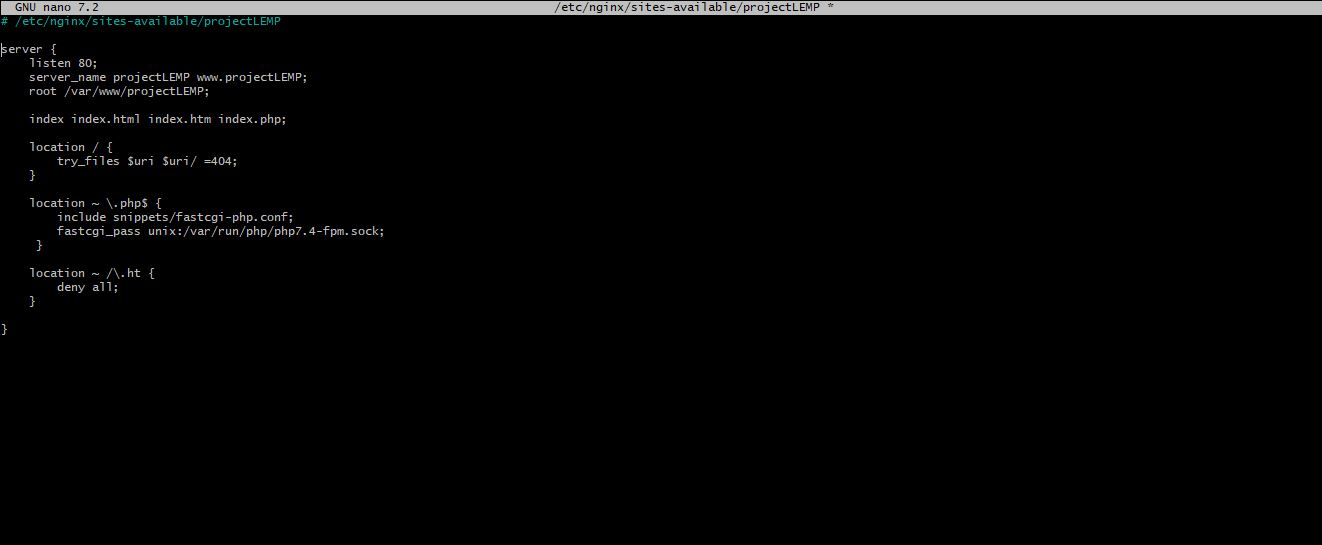 GNU nano 7.2 /etc/nginx/sites-available/projectLEMP *
# /etc/nginx/sites-available/projectLEMP
server {
    listen 80;
    server_name projectLEMP www.projectLEMP;
    root /var/www/projectLEMP;
    index index.html index.htm index.php;
    location / {
        try_files $uri $uri/ =404;
    }
    location ~ \.php$ {
        include snippets/fastcgi-php.conf;
        fastcgi_pass unix:/var/run/php/php7.4-fpm.sock;
     }
    location ~ /\.ht {
        deny all;
    }
}